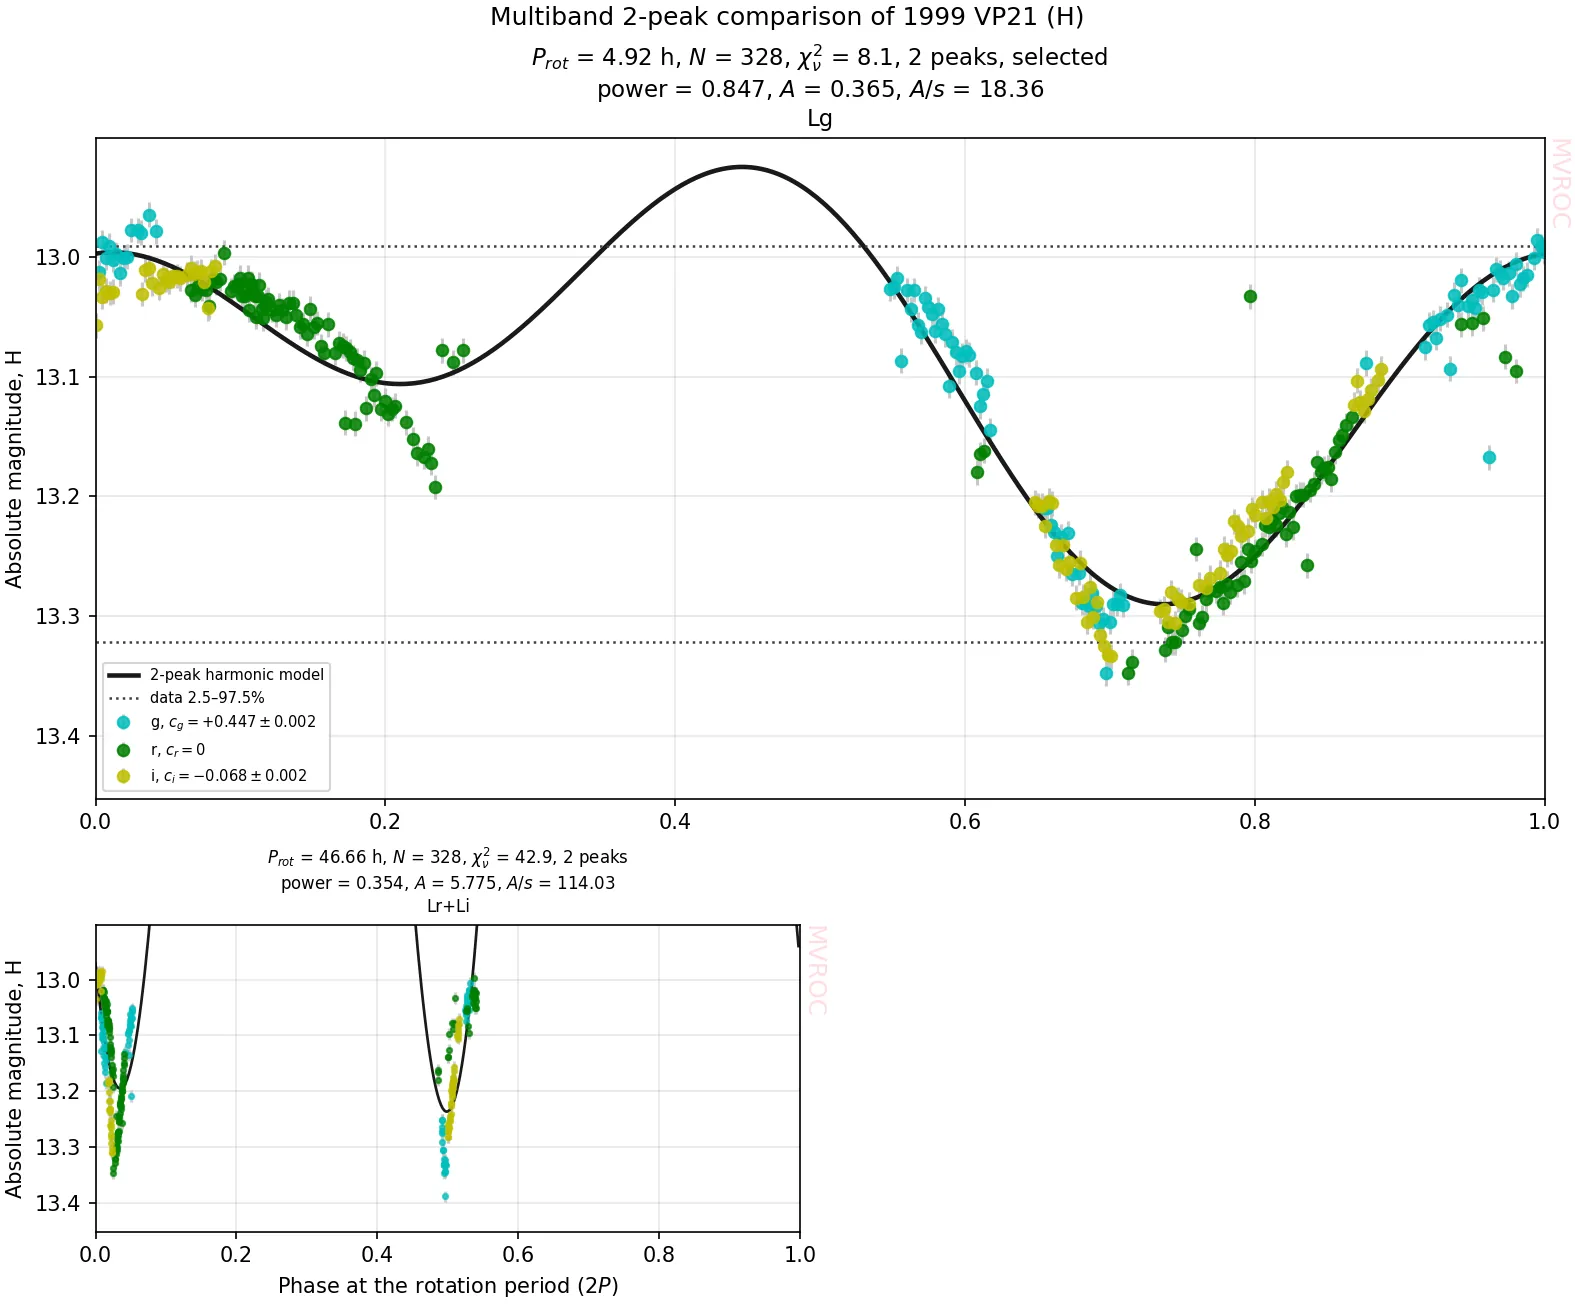 Multiband 2-peak comparison of 1999 VP21 (H)
P_rot = 4.92 h, N = 328, χ²_ν = 8.1, 2 peaks, selected
power = 0.847, A = 0.365, A/s = 18.36
Lg
MVROC
Absolute magnitude, H
13.0
13.1
13.2
13.3
13.4
2-peak harmonic model
data 2.5–97.5%
g, c_g = +0.447 ± 0.002
r, c_r = 0
i, c_i = −0.068 ± 0.002
0.0 0.2 0.4 0.6 0.8 1.0
P_rot = 46.66 h, N = 328, χ²_ν = 42.9, 2 peaks
power = 0.354, A = 5.775, A/s = 114.03
Lr+Li
MVROC
Absolute magnitude, H
13.0
13.1
13.2
13.3
13.4
0.0 0.2 0.4 0.6 0.8 1.0
Phase at the rotation period (2P)